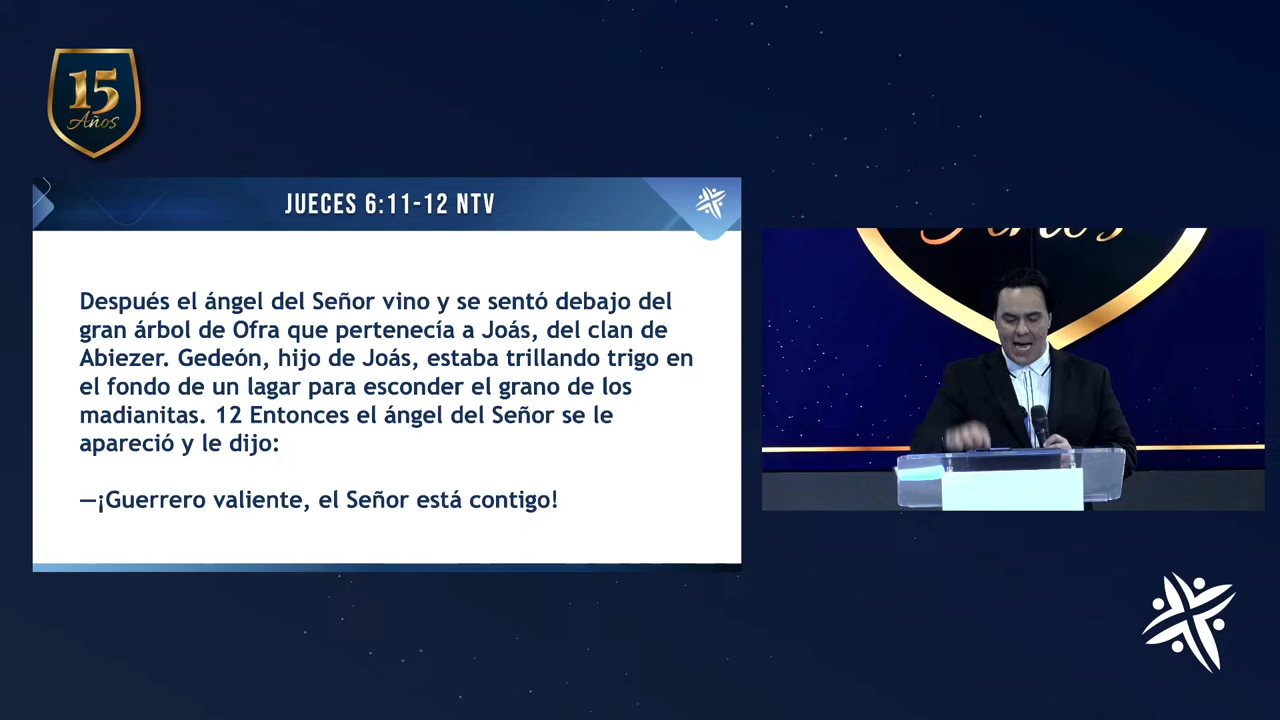 15
Años
JUECES 6:11-12 NTV
Después el ángel del Señor vino y se sentó debajo del
gran árbol de Ofra que pertenecía a Joás, del clan de
Abiezer. Gedeón, hijo de Joás, estaba trillando trigo en
el fondo de un lagar para esconder el grano de los
madianitas. 12 Entonces el ángel del Señor se le
apareció y le dijo:
—¡Guerrero valiente, el Señor está contigo!